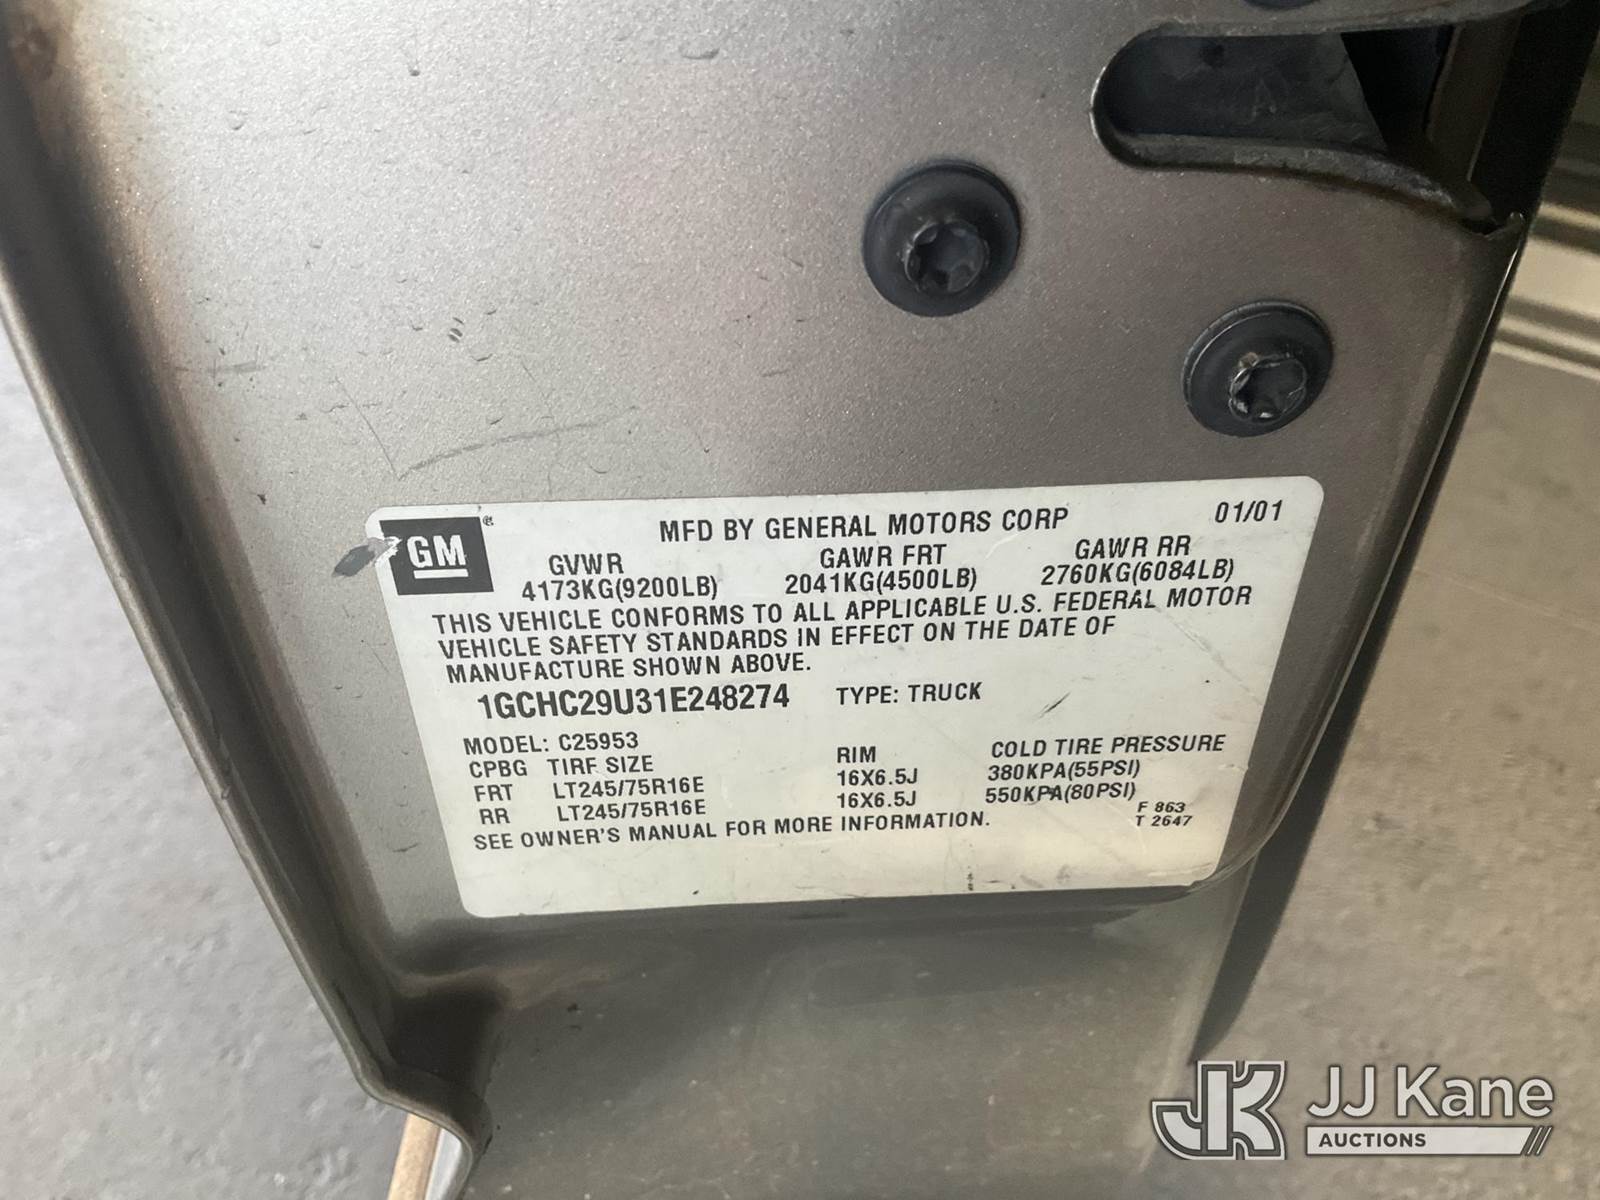 GM
®
MFD BY GENERAL MOTORS CORP 01/01
GVWR GAWR FRT GAWR RR
4173KG(9200LB) 2041KG(4500LB) 2760KG(6084LB)
THIS VEHICLE CONFORMS TO ALL APPLICABLE U.S. FEDERAL MOTOR
VEHICLE SAFETY STANDARDS IN EFFECT ON THE DATE OF
MANUFACTURE SHOWN ABOVE.
1GCHC29U31E248274 TYPE: TRUCK
MODEL: C25953
CPBG TIRE SIZE RIM COLD TIRE PRESSURE
FRT LT245/75R16E 16X6.5J 380KPA(55PSI)
RR LT245/75R16E 16X6.5J 550KPA(80PSI)
SEE OWNER'S MANUAL FOR MORE INFORMATION.
F 863
T 2647
JK JJ Kane
AUCTIONS